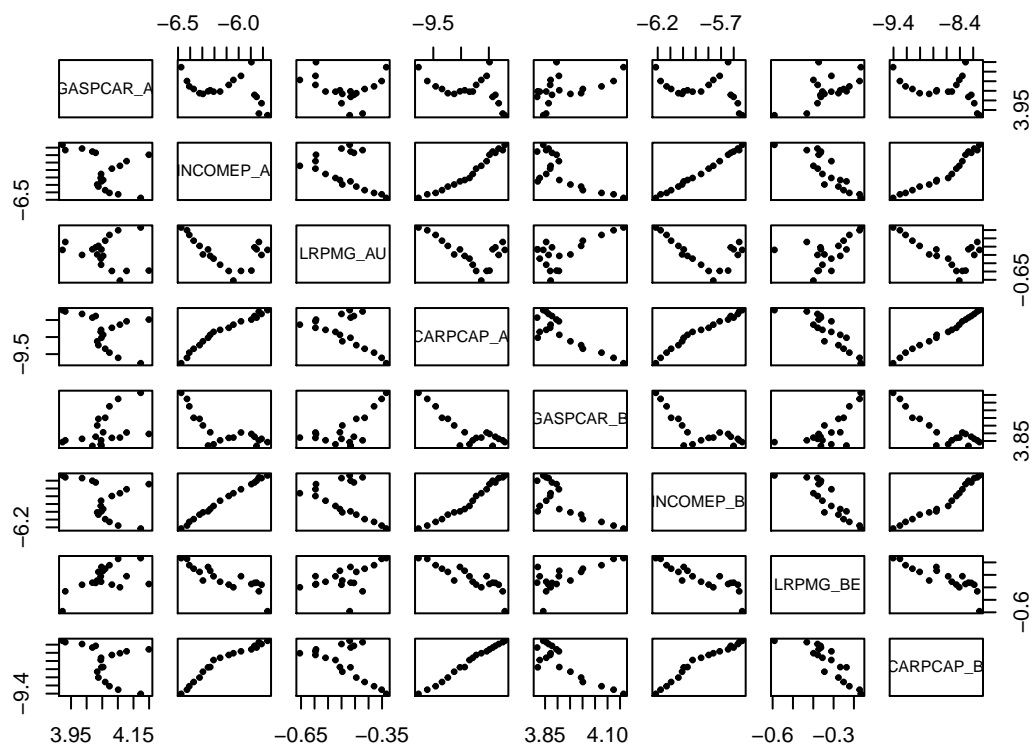 −6.5 −6.0 −9.5 −6.2 −5.7 −9.4 −8.4
GASPCAR_A 3.95
−6.5 INCOMEP_A
LRPMG_AU −0.65
−9.5 CARPCAP_A
GASPCAR_B 3.85
−6.2 INCOMEP_B
LRPMG_BE −0.6
−9.4 CARPCAP_B
3.95 4.15 −0.65 −0.35 3.85 4.10 −0.6 −0.3